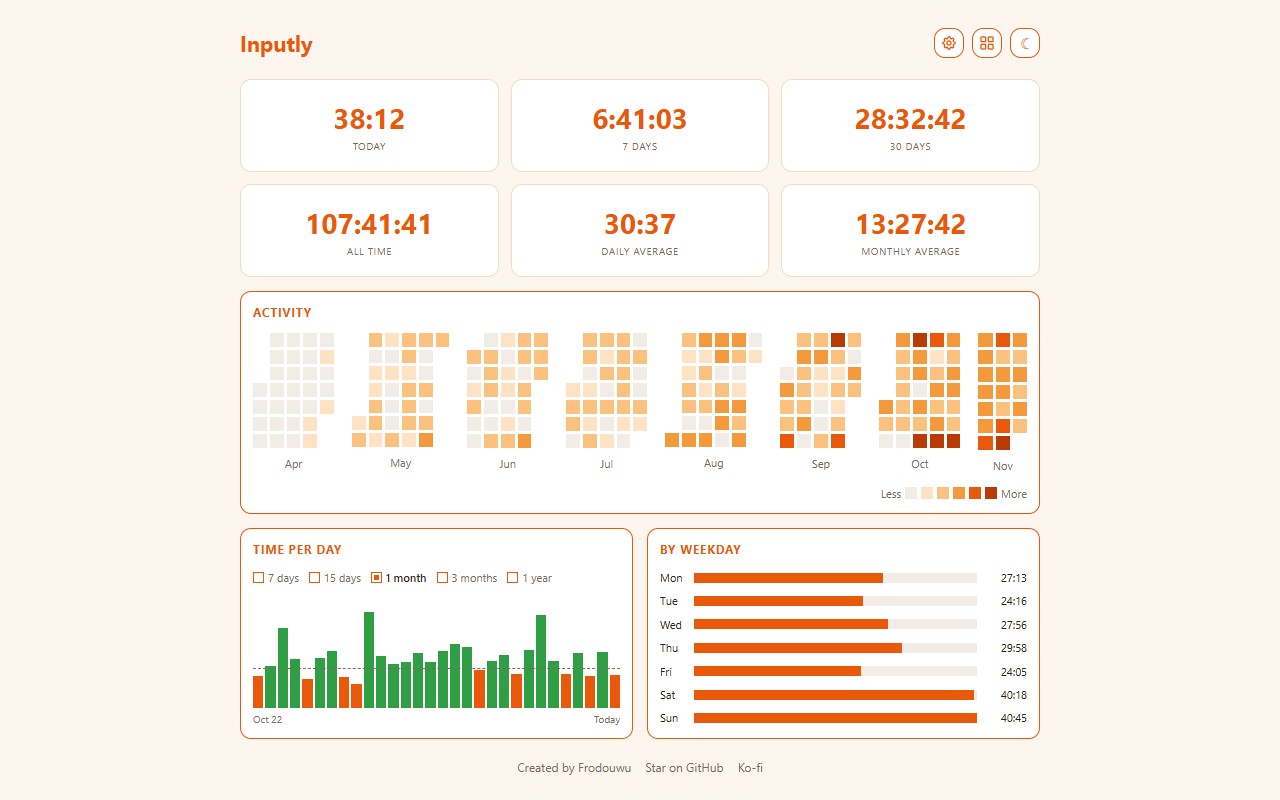 Inputly
38:12
TODAY
6:41:03
7 DAYS
28:32:42
30 DAYS
107:41:41
ALL TIME
30:37
DAILY AVERAGE
13:27:42
MONTHLY AVERAGE
ACTIVITY
Apr May Jun Jul Aug Sep Oct Nov
Less More
TIME PER DAY
7 days 15 days 1 month 3 months 1 year
Oct 22 Today
BY WEEKDAY
Mon 27:13
Tue 24:16
Wed 27:56
Thu 29:58
Fri 24:05
Sat 40:18
Sun 40:45
Created by Frodouwu Star on GitHub Ko-fi